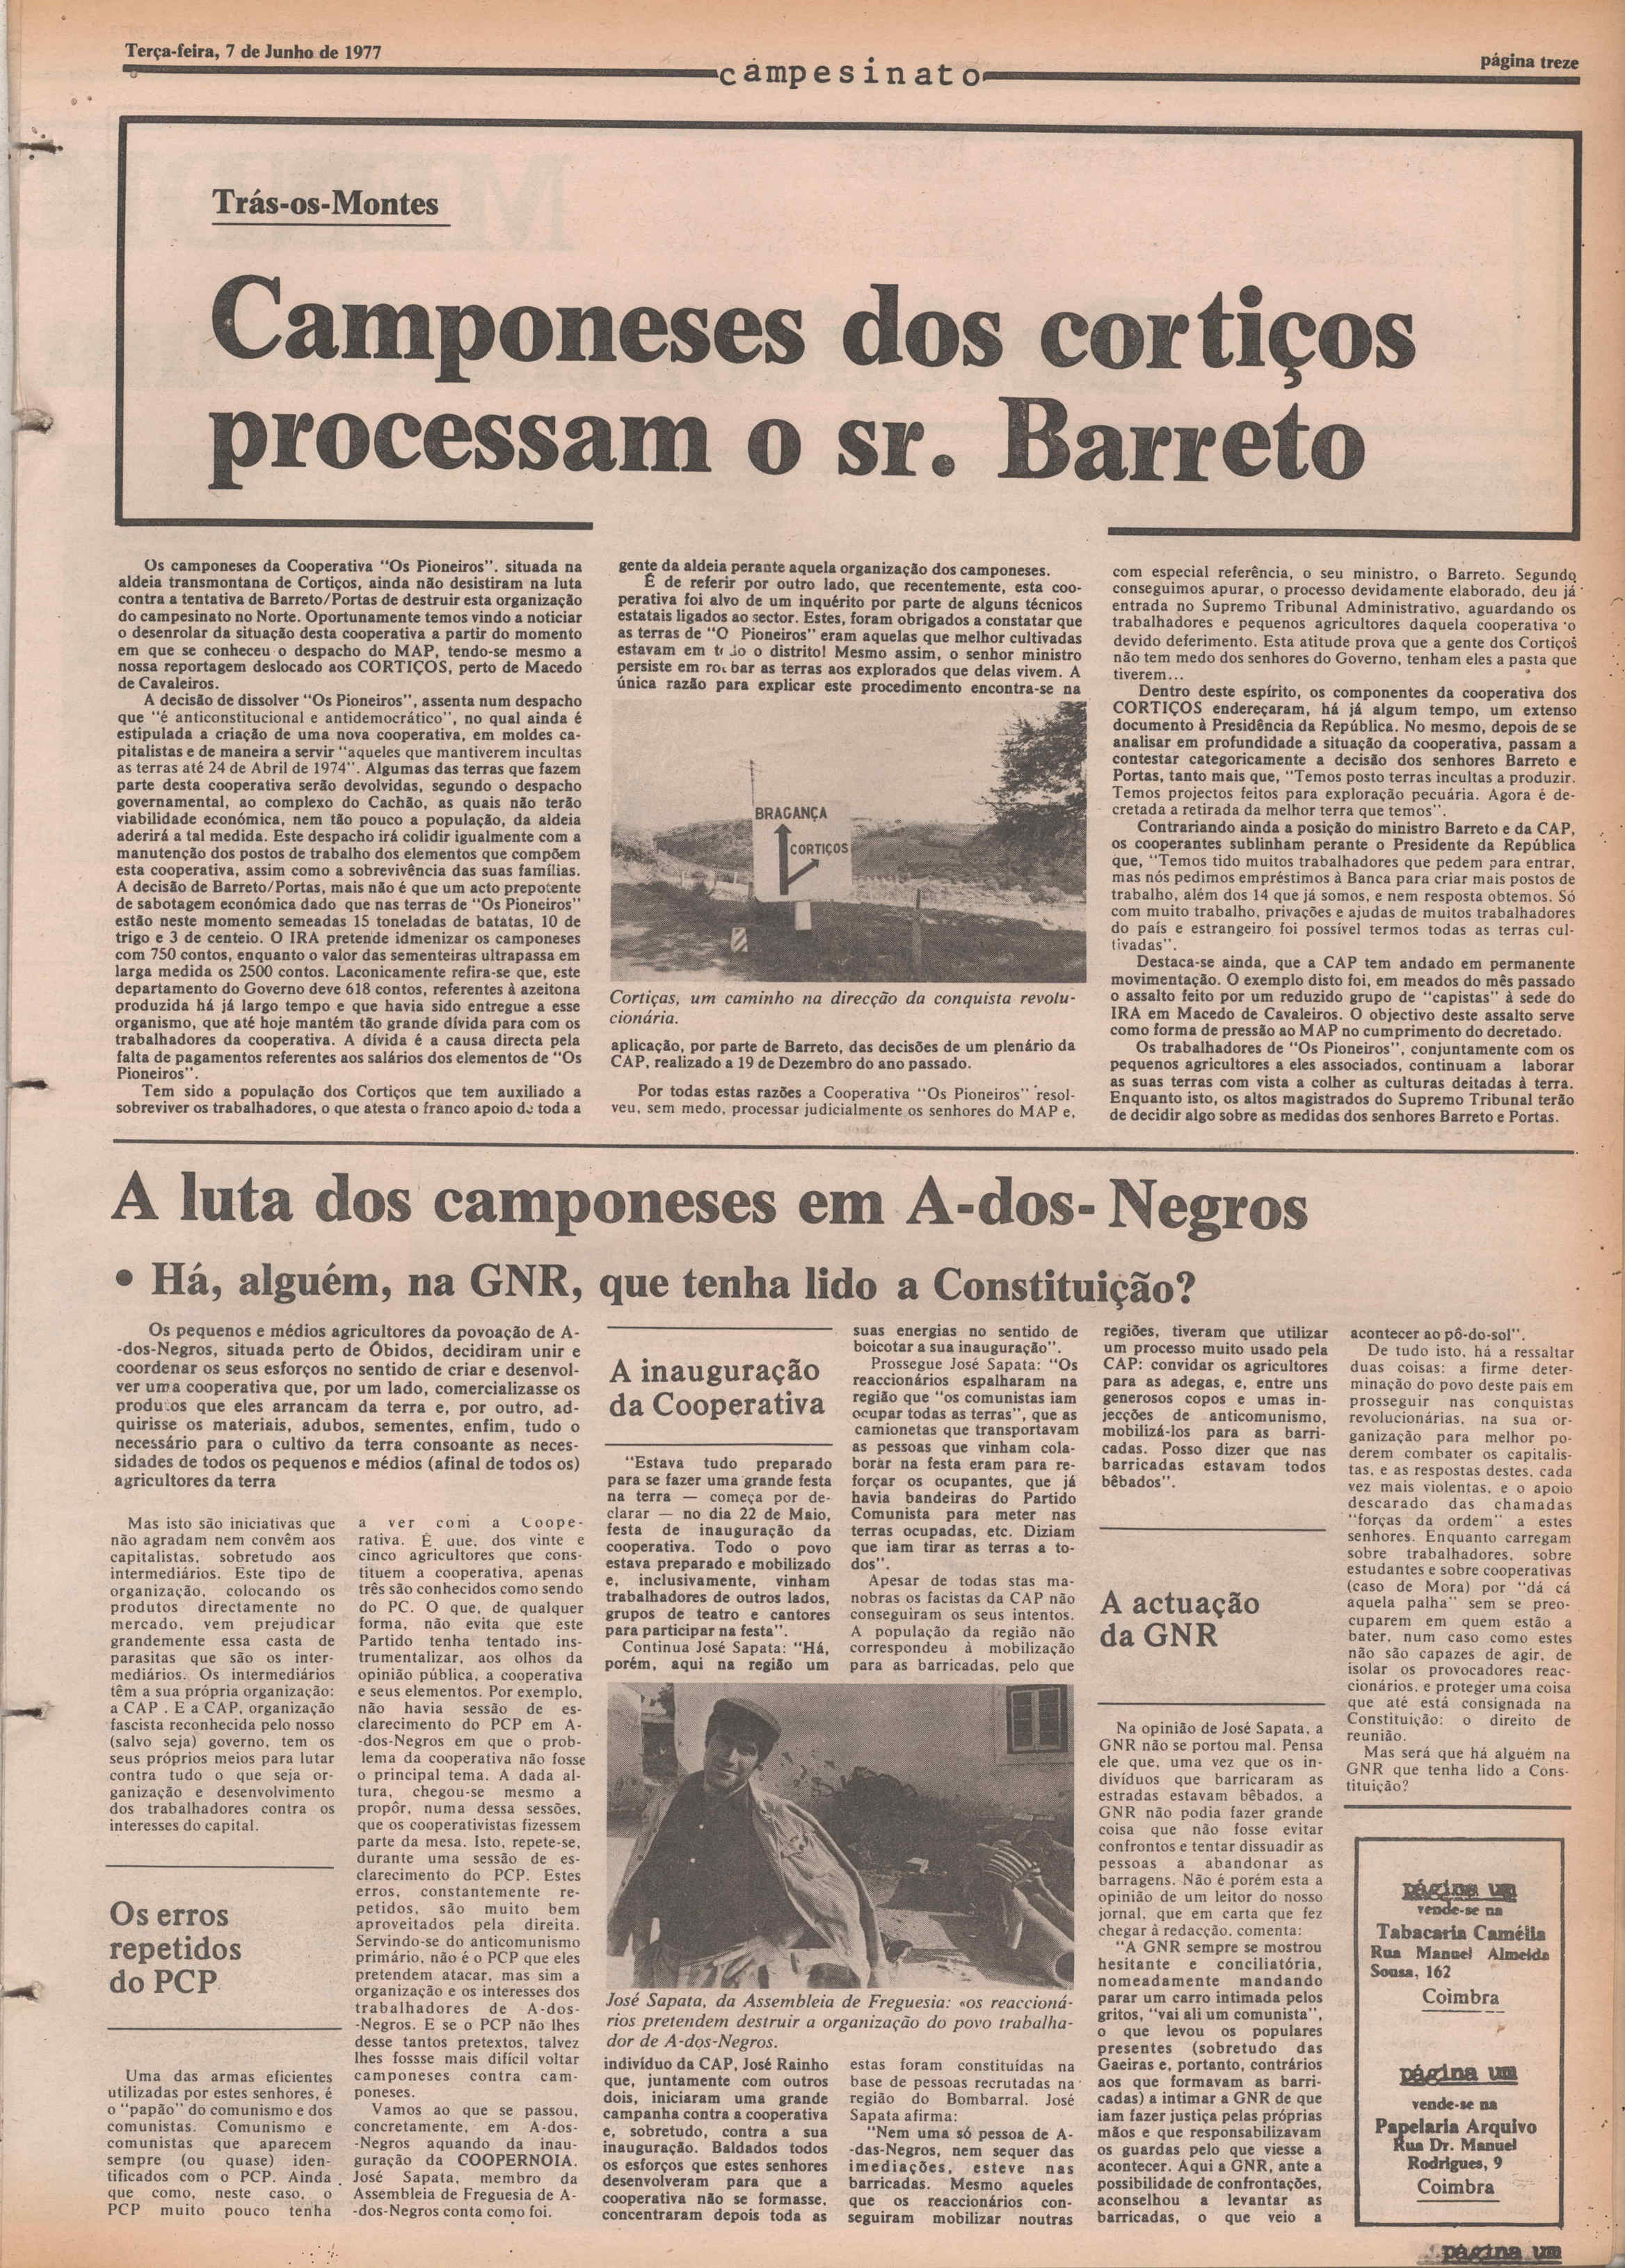 Terça-feira, 7 de Junho de 1977
campesinato
página treze
Trás-os-Montes
Camponeses dos cortiços
processam o sr. Barreto
Os camponeses da Cooperativa "Os Pioneiros". situada na
aldeia transmontana de Cortiços, ainda não desistiram na luta
contra a tentativa de Barreto/Portas de destruir esta organização
do campesinato no Norte. Oportunamente temos vindo a noticiar
o desenrolar da situação desta cooperativa a partir do momento
em que se conheceu o despacho do MAP, tendo-se mesmo a
nossa reportagem deslocado aos CORTIÇOS, perto de Macedo
de Cavaleiros.
A decisão de dissolver "Os Pioneiros", assenta num despacho
que "é anticonstitucional e antidemocrático", no qual ainda é
estipulada a criação de uma nova cooperativa, em moldes ca-
pitalistas e de maneira a servir "aqueles que mantiverem incultas
as terras até 24 de Abril de 1974". Algumas das terras que fazem
parte desta cooperativa serão devolvidas, segundo o despacho
governamental, ao complexo do Cachão, as quais não terão
viabilidade económica, nem tão pouco a população, da aldeia
aderirá a tal medida. Este despacho irá colidir igualmente com a
manutenção dos postos de trabalho dos elementos que compõem
esta cooperativa, assim como a sobrevivência das suas famílias.
A decisão de Barreto/Portas, mais não é que um acto prepotente
de sabotagem económica dado que nas terras de "Os Pioneiros"
estão neste momento semeadas 15 toneladas de batatas, 10 de
trigo e 3 de centeio. O IRA pretende idmenizar os camponeses
com 750 contos, enquanto o valor das sementeiras ultrapassa em
larga medida os 2500 contos. Laconicamente refira-se que, este
departamento do Governo deve 618 contos, referentes à azeitona
produzida há já largo tempo e que havia sido entregue a esse
organismo, que até hoje mantém tão grande dívida para com os
trabalhadores da cooperativa. A dívida é a causa directa pela
falta de pagamentos referentes aos salários dos elementos de "Os
Pioneiros".
Tem sido a população dos Cortiços que tem auxiliado a
sobreviver os trabalhadores, o que atesta o franco apoio de toda a
gente da aldeia perante aquela organização dos camponeses.
É de referir por outro lado, que recentemente, esta coo-
perativa foi alvo de um inquérito por parte de alguns técnicos
estatais ligados ao sector. Estes, foram obrigados a constatar que
as terras de "O Pioneiros" eram aquelas que melhor cultivadas
estavam em todo o distrito! Mesmo assim, o senhor ministro
persiste em roubar as terras aos explorados que delas vivem. A
única razão para explicar este procedimento encontra-se na
BRAGANÇA
CORTIÇOS
Cortiças, um caminho na direcção da conquista revolu-
cionária.
aplicação, por parte de Barreto, das decisões de um plenário da
CAP, realizado a 19 de Dezembro do ano passado.
Por todas estas razões a Cooperativa "Os Pioneiros" resol-
veu, sem medo, processar judicialmente os senhores do MAP e,
com especial referência, o seu ministro, o Barreto. Segundo
conseguimos apurar, o processo devidamente elaborado, deu já
entrada no Supremo Tribunal Administrativo, aguardando os
trabalhadores e pequenos agricultores daquela cooperativa o
devido deferimento. Esta atitude prova que a gente dos Cortiços
não tem medo dos senhores do Governo, tenham eles a pasta que
tiverem...
Dentro deste espírito, os componentes da cooperativa dos
CORTIÇOS endereçaram, há já algum tempo, um extenso
documento à Presidência da República. No mesmo, depois de se
analisar em profundidade a situação da cooperativa, passam a
contestar categoricamente a decisão dos senhores Barreto e
Portas, tanto mais que, "Temos posto terras incultas a produzir.
Temos projectos feitos para exploração pecuária. Agora é de-
cretada a retirada da melhor terra que temos".
Contrariando ainda a posição do ministro Barreto e da CAP,
os cooperantes sublinham perante o Presidente da República
que, "Temos tido muitos trabalhadores que pedem para entrar,
mas nós pedimos empréstimos à Banca para criar mais postos de
trabalho, além dos 14 que já somos, e nem resposta obtemos. Só
com muito trabalho, privações e ajudas de muitos trabalhadores
do país e estrangeiro foi possível termos todas as terras cul-
tivadas".
Destaca-se ainda, que a CAP tem andado em permanente
movimentação. O exemplo disto foi, em meados do mês passado
o assalto feito por um reduzido grupo de "capistas" à sede do
IRA em Macedo de Cavaleiros. O objectivo deste assalto serve
como forma de pressão ao MAP no cumprimento do decretado.
Os trabalhadores de "Os Pioneiros", conjuntamente com os
pequenos agricultores a eles associados, continuam a laborar
as suas terras com vista a colher as culturas deitadas à terra.
Enquanto isto, os altos magistrados do Supremo Tribunal terão
de decidir algo sobre as medidas dos senhores Barreto e Portas.
A luta dos camponeses em A-dos-Negros
• Há, alguém, na GNR, que tenha lido a Constituição?
Os pequenos e médios agricultores da povoação de A-
-dos-Negros, situada perto de Óbidos, decidiram unir e
coordenar os seus esforços no sentido de criar e desenvol-
ver uma cooperativa que, por um lado, comercializasse os
produtos que eles arrancam da terra e, por outro, ad-
quirisse os materiais, adubos, sementes, enfim, tudo o
necessário para o cultivo da terra consoante as neces-
sidades de todos os pequenos e médios (afinal de todos os)
agricultores da terra
Mas isto são iniciativas que
não agradam nem convêm aos
capitalistas, sobretudo aos
intermediários. Este tipo de
organização, colocando os
produtos directamente no
mercado, vem prejudicar
grandemente essa casta de
parasitas que são os inter-
mediários. Os intermediários
têm a sua própria organização:
a CAP . E a CAP, organização
fascista reconhecida pelo nosso
(salvo seja) governo, tem os
seus próprios meios para lutar
contra tudo o que seja or-
ganização e desenvolvimento
dos trabalhadores contra os
interesses do capital.
Os erros
repetidos
do PCP
Uma das armas eficientes
utilizadas por estes senhores, é
o "papão" do comunismo e dos
comunistas. Comunismo e
comunistas que aparecem
sempre (ou quase) iden-
tificados com o PCP. Ainda
que como, neste caso, o
PCP muito pouco tenha
a ver com a Coope-
rativa. É que, dos vinte e
cinco agricultores que cons-
tituem a cooperativa, apenas
três são conhecidos como sendo
do PC. O que, de qualquer
forma, não evita que este
Partido tenha tentado ins-
trumentalizar, aos olhos da
opinião pública, a cooperativa
e seus elementos. Por exemplo,
não havia sessão de es-
clarecimento do PCP em A-
-dos-Negros em que o prob-
lema da cooperativa não fosse
o principal tema. A dada al-
tura, chegou-se mesmo a
propôr, numa dessa sessões,
que os cooperativistas fizessem
parte da mesa. Isto, repete-se,
durante uma sessão de es-
clarecimento do PCP. Estes
erros, constantemente re-
petidos, são muito bem
aproveitados pela direita.
Servindo-se do anticomunismo
primário, não é o PCP que eles
pretendem atacar, mas sim a
organização e os interesses dos
trabalhadores de A-dos-
-Negros. E se o PCP não lhes
desse tantos pretextos, talvez
lhes fossse mais difícil voltar
camponeses contra cam-
poneses.
Vamos ao que se passou,
concretamente, em A-dos-
-Negros aquando da inau-
guração da COOPERNOIA.
José Sapata, membro da
Assembleia de Freguesia de A-
-dos-Negros conta como foi.
A inauguração
da Cooperativa
"Estava tudo preparado
para se fazer uma grande festa
na terra — começa por de-
clarar — no dia 22 de Maio,
festa de inauguração da
cooperativa. Todo o povo
estava preparado e mobilizado
e, inclusivamente, vinham
trabalhadores de outros lados,
grupos de teatro e cantores
para participar na festa".
Continua José Sapata: "Há,
porém, aqui na região um
José Sapata, da Assembleia de Freguesia: «os reaccioná-
rios pretendem destruir a organização do povo trabalha-
dor de A-dos-Negros.
indivíduo da CAP, José Rainho
que, juntamente com outros
dois, iniciaram uma grande
campanha contra a cooperativa
e, sobretudo, contra a sua
inauguração. Baldados todos
os esforços que estes senhores
desenvolveram para que a
cooperativa não se formasse,
concentraram depois toda as
suas energias no sentido de
boicotar a sua inauguração".
Prossegue José Sapata: "Os
reaccionários espalharam na
região que "os comunistas iam
ocupar todas as terras", que as
camionetas que transportavam
as pessoas que vinham cola-
borar na festa eram para re-
forçar os ocupantes, que já
havia bandeiras do Partido
Comunista para meter nas
terras ocupadas, etc. Diziam
que iam tirar as terras a to-
dos".
Apesar de todas stas ma-
nobras os facistas da CAP não
conseguiram os seus intentos.
A população da região não
correspondeu à mobilização
para as barricadas, pelo que
estas foram constituídas na
base de pessoas recrutadas na
região do Bombarral. José
Sapata afirma:
"Nem uma só pessoa de A-
-das-Negros, nem sequer das
imediações, esteve nas
barricadas. Mesmo aqueles
que os reaccionários con-
seguiram mobilizar noutras
regiões, tiveram que utilizar
um processo muito usado pela
CAP: convidar os agricultores
para as adegas, e, entre uns
generosos copos e umas in-
jecções de anticomunismo,
mobilizá-los para as barri-
cadas. Posso dizer que nas
barricadas estavam todos
bêbados".
A actuação
da GNR
Na opinião de José Sapata, a
GNR não se portou mal. Pensa
ele que, uma vez que os in-
divíduos que barricaram as
estradas estavam bêbados, a
GNR não podia fazer grande
coisa que não fosse evitar
confrontos e tentar dissuadir as
pessoas a abandonar as
barragens. Não é porém esta a
opinião de um leitor do nosso
jornal, que em carta que fez
chegar à redacção, comenta:
"A GNR sempre se mostrou
hesitante e conciliatória,
nomeadamente mandando
parar um carro intimada pelos
gritos, "vai ali um comunista",
o que levou os populares
presentes (sobretudo das
Gaeiras e, portanto, contrários
aos que formavam as barri-
cadas) a intimar a GNR de que
iam fazer justiça pelas próprias
mãos e que responsabilizavam
os guardas pelo que viesse a
acontecer. Aqui a GNR, ante a
possibilidade de confrontações,
aconselhou a levantar as
barricadas, o que veio a
acontecer ao pô-do-sol".
De tudo isto, há a ressaltar
duas coisas: a firme deter-
minação do povo deste país em
prosseguir nas conquistas
revolucionárias, na sua or-
ganização para melhor po-
derem combater os capitalis-
tas, e as respostas destes, cada
vez mais violentas, e o apoio
descarado das chamadas
"forças da ordem" a estes
senhores. Enquanto carregam
sobre trabalhadores, sobre
estudantes e sobre cooperativas
(caso de Mora) por "dá cá
aquela palha" sem se preo-
cuparem em quem estão a
bater, num caso como estes
não são capazes de agir, de
isolar os provocadores reac-
cionários, e proteger uma coisa
que até está consignada na
Constituição: o direito de
reunião.
Mas será que há alguém na
GNR que tenha lido a Cons-
tituição?
página um
vende-se na
Tabacaria Camélia
Rua Manuel Almeida
Sousa, 162
Coimbra
página um
vende-se na
Papelaria Arquivo
Rua Dr. Manuel
Rodrigues, 9
Coimbra
página um